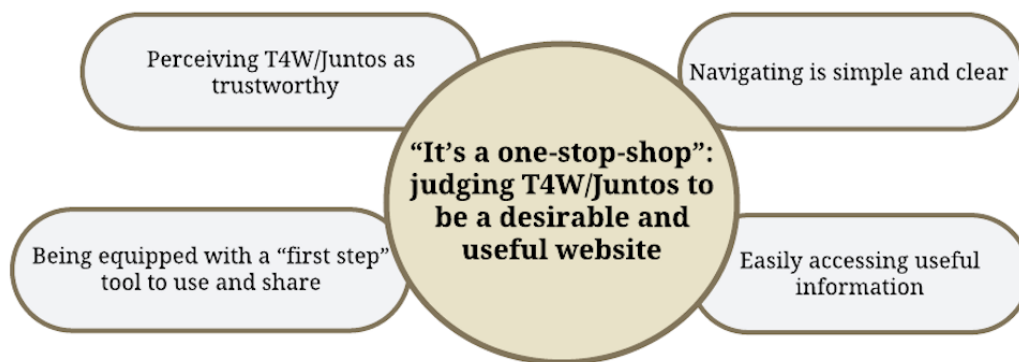 Perceiving T4W/Juntos as
trustworthy
Navigating is simple and clear
“It’s a one-stop-shop”:
judging T4W/Juntos to
be a desirable and
useful website
Being equipped with a “first step”
tool to use and share
Easily accessing useful
information